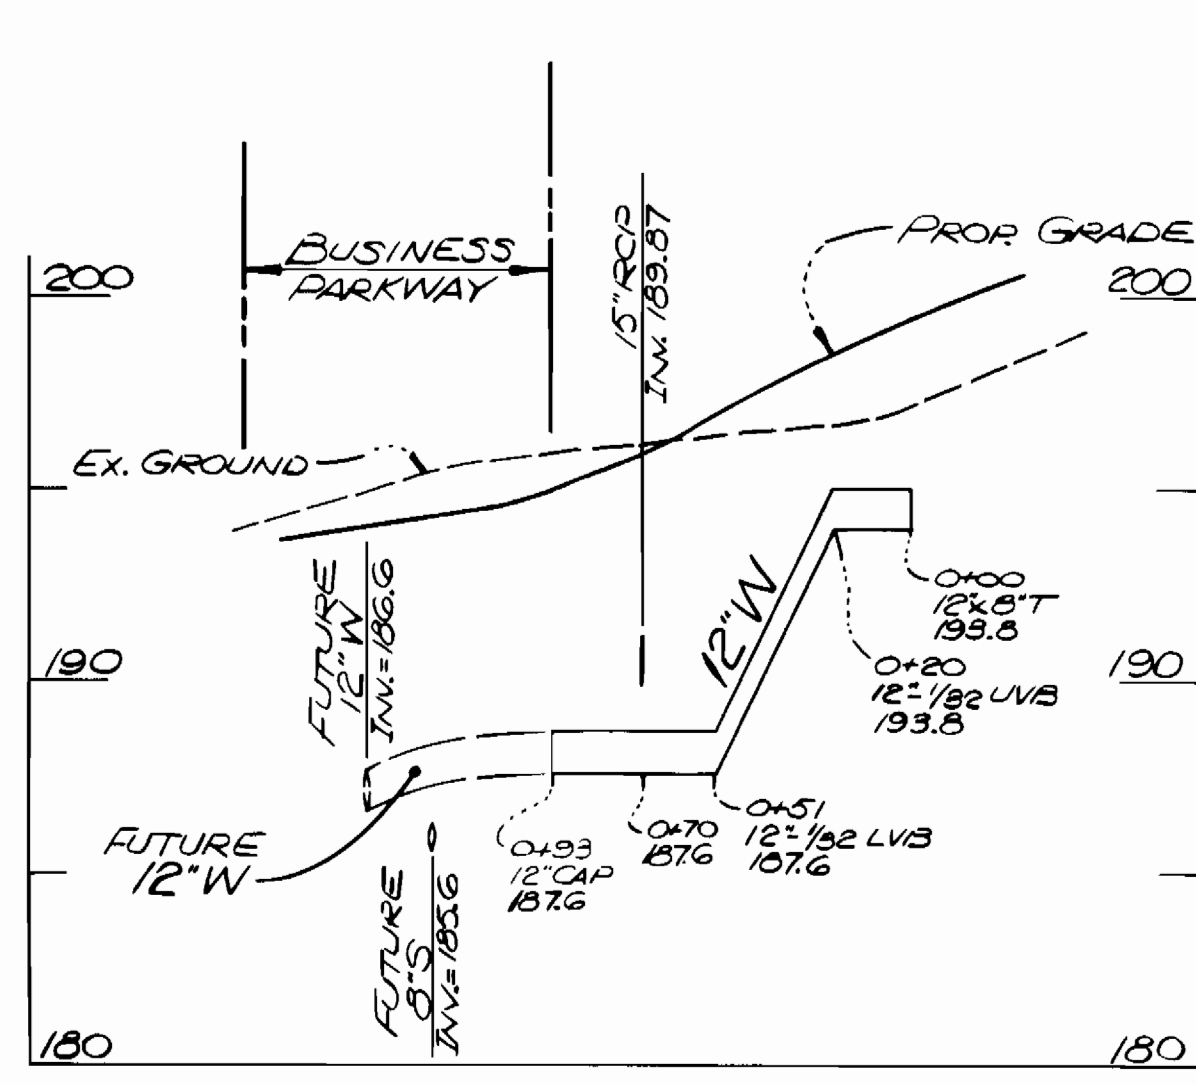 BUSINESS
PARKWAY
200
15" RCP
INV. 189.87
PROP. GRADE
200
EX. GROUND
FUTURE
12" W
INV.=186.6
12" W
0+00
12"x8"T
193.8
190
0+20
12"-1/32 UVB
193.8
190
FUTURE
12" W
0+93
12" CAP
187.6
0+70
187.6
0+51
12"-1/32 LVB
187.6
FUTURE
8"S
INV.=185.6
180
180